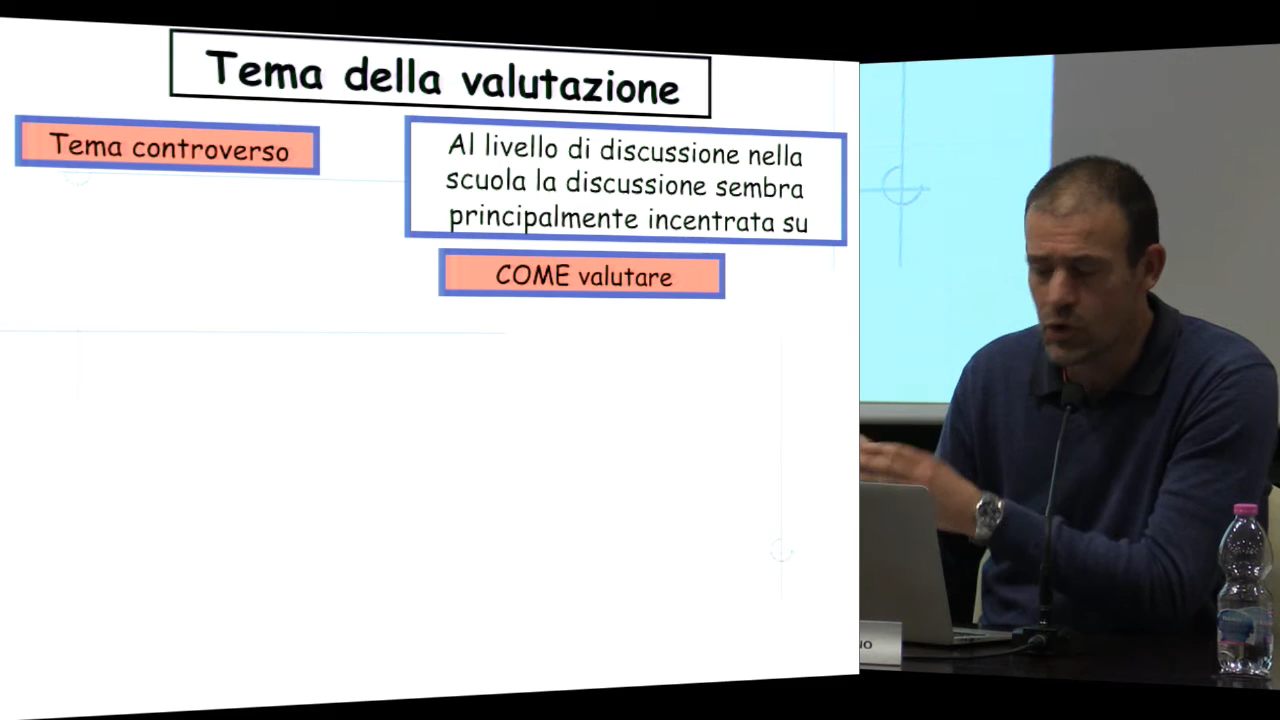 Tema della valutazione
Tema controverso
Al livello di discussione nella
scuola la discussione sembra
principalmente incentrata su
COME valutare